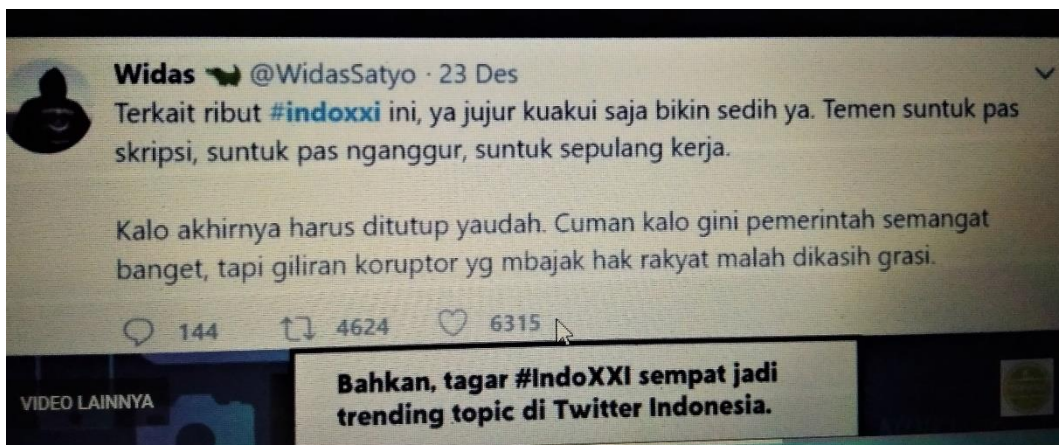 Widas @WidasSatyo · 23 Des
Terkait ribut #indoxxi ini, ya jujur kuakui saja bikin sedih ya. Temen suntuk pas
skripsi, suntuk pas nganggur, suntuk sepulang kerja.
Kalo akhirnya harus ditutup yaudah. Cuman kalo gini pemerintah semangat
banget, tapi giliran koruptor yg mbajak hak rakyat malah dikasih grasi.
144 4624 6315
Bahkan, tagar #IndoXXI sempat jadi
trending topic di Twitter Indonesia.
VIDEO LAINNYA